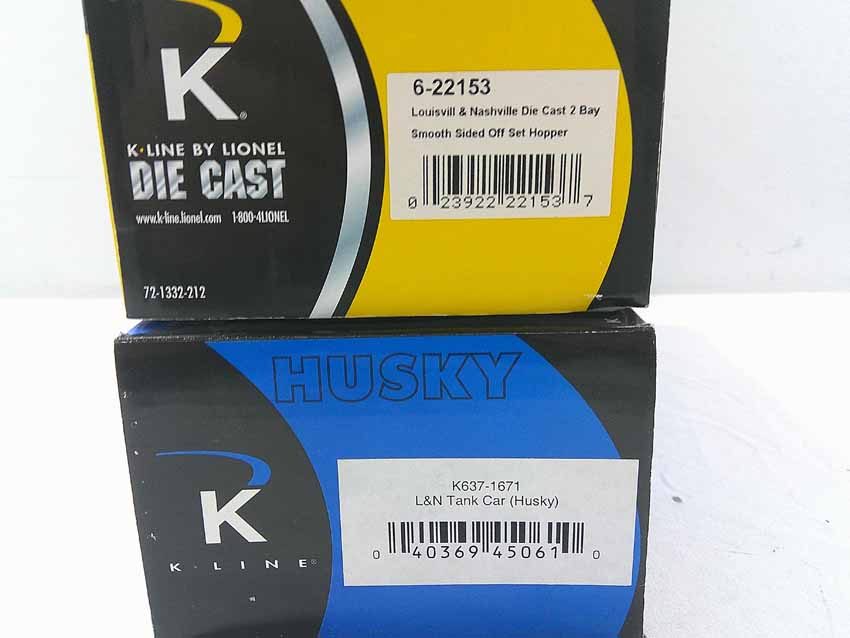 K®
K·LINE BY LIONEL
DIE CAST
www.k-line.lionel.com 1-800-4LIONEL
72-1332-212
6-22153
Louisvill & Nashville Die Cast 2 Bay
Smooth Sided Off Set Hopper
0 23922 22153 7
HUSKY
K
K-LINE®
K637-1671
L&N Tank Car (Husky)
0 40369 45061 0